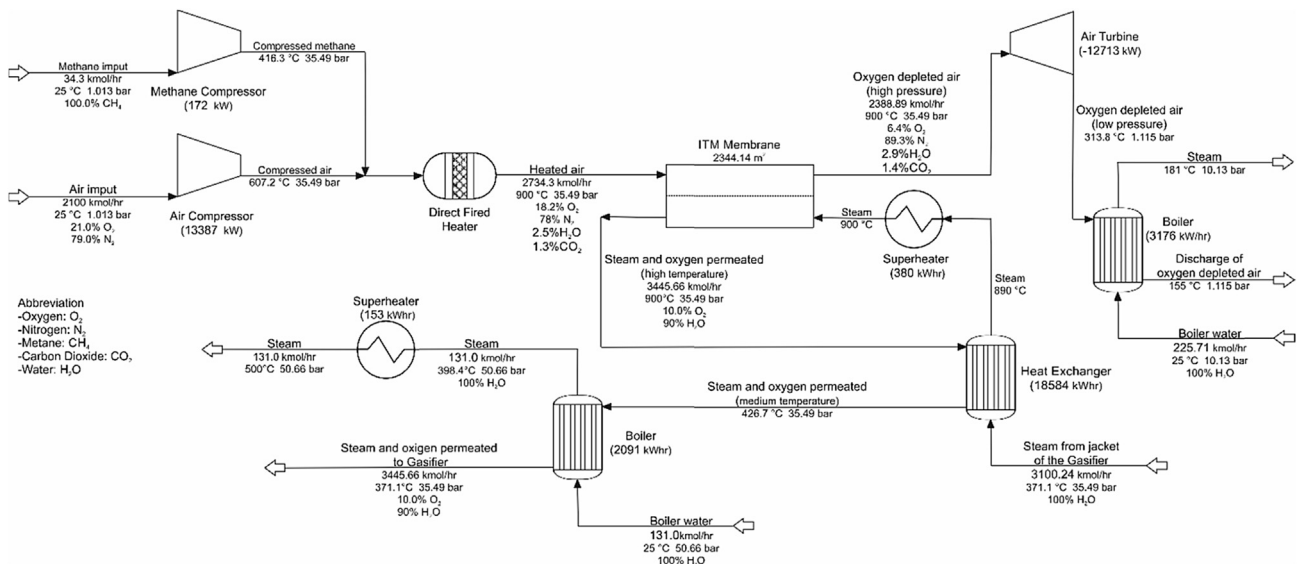 Methane imput
34.3 kmol/hr
25 °C 1.013 bar
100.0% CH₄
Methane Compressor
(172 kW)
Compressed methane
416.3 °C 35.49 bar
Air imput
2100 kmol/hr
25 °C 1.013 bar
21.0% O₂
79.0% N₂
Air Compressor
(13387 kW)
Compressed air
607.2 °C 35.49 bar
Direct Fired
Heater
Heated air
2734.3 kmol/hr
900 °C 35.49 bar
18.2% O₂
78% N₂
2.5%H₂O
1.3%CO₂
ITM Membrane
2344.14 m²
Oxygen depleted air
(high pressure)
2388.89 kmol/hr
900 °C 35.49 bar
6.4% O₂
89.3% N₂
2.9%H₂O
1.4%CO₂
Air Turbine
(-12713 kW)
Oxygen depleted air
(low pressure)
313.8 °C 1.115 bar
Steam
181 °C 10.13 bar
Boiler
(3176 kW/hr)
Discharge of
oxygen depleted air
155 °C 1.115 bar
Boiler water
225.71 kmol/hr
25 °C 10.13 bar
100% H₂O
Steam
900 °C
Superheater
(380 kWhr)
Steam
890 °C
Steam and oxygen permeated
(high temperature)
3445.66 kmol/hr
900°C 35.49 bar
10.0% O₂
90% H₂O
Heat Exchanger
(18584 kWhr)
Steam from jacket
of the Gasifier
3100.24 kmol/hr
371.1 °C 35.49 bar
100% H₂O
Steam and oxygen permeated
(medium temperature)
426.7 °C 35.49 bar
Abbreviation
-Oxygen: O₂
-Nitrogen: N₂
-Metane: CH₄
-Carbon Dioxide: CO₂
-Water: H₂O
Superheater
(153 kWhr)
Steam
131.0 kmol/hr
500°C 50.66 bar
Steam
131.0 kmol/hr
398.4°C 50.66 bar
100% H₂O
Boiler
(2091 kWhr)
Steam and oxigen permeated
to Gasifier
3445.66 kmol/hr
371.1°C 35.49 bar
10.0% O₂
90% H₂O
Boiler water
131.0kmol/hr
25 °C 50.66 bar
100% H₂O